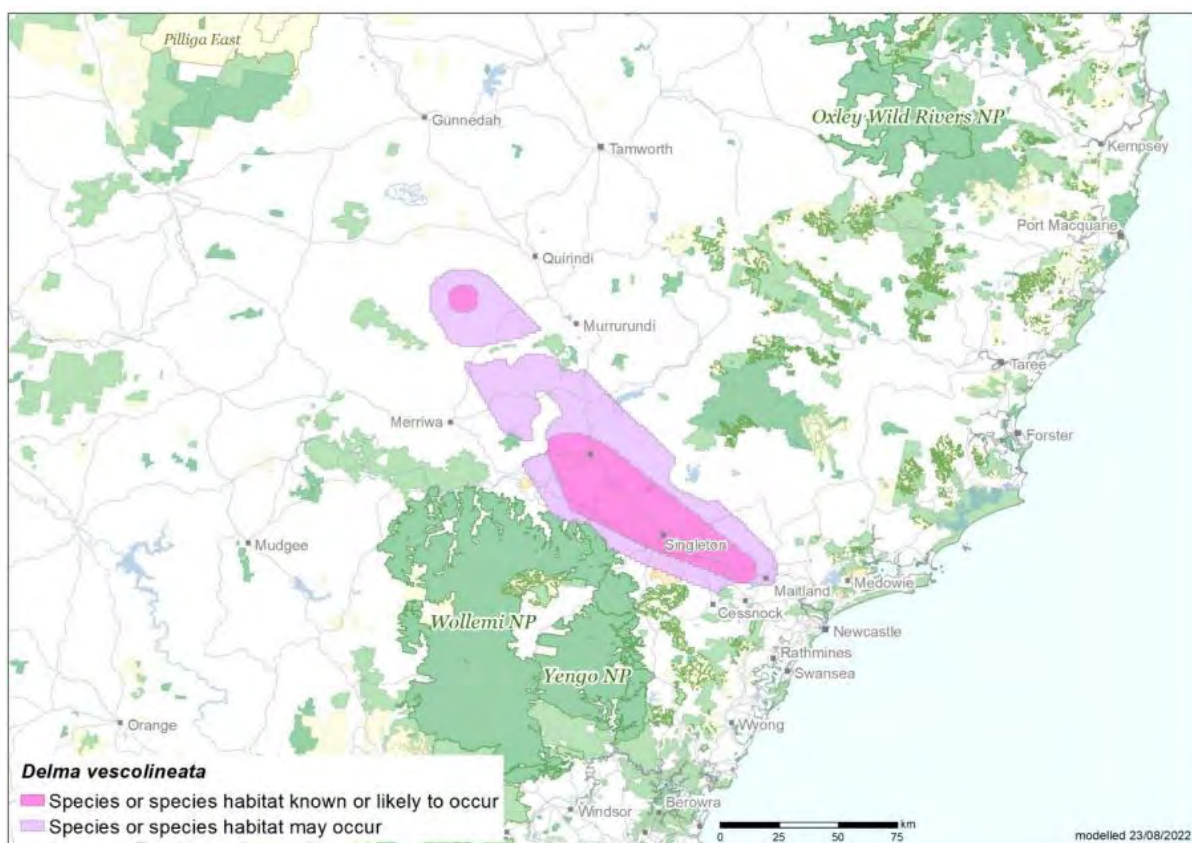 Pilliga East
Gunnedah
Oxley Wild Rivers NP
Tamworth
Kempsey
Port Macquarie
Quirindi
Murrurundi
Taree
Merriwa
Forster
Singleton
Mudgee
Maitland
Medowie
Cessnock
Wollemi NP
Newcastle
Rathmines
Yengo NP
Swansea
Orange
Wyong
Delma vescolineata
Species or species habitat known or likely to occur
Windsor
Berowra
Species or species habitat may occur
km
0 25 50 75
modelled 23/08/2022